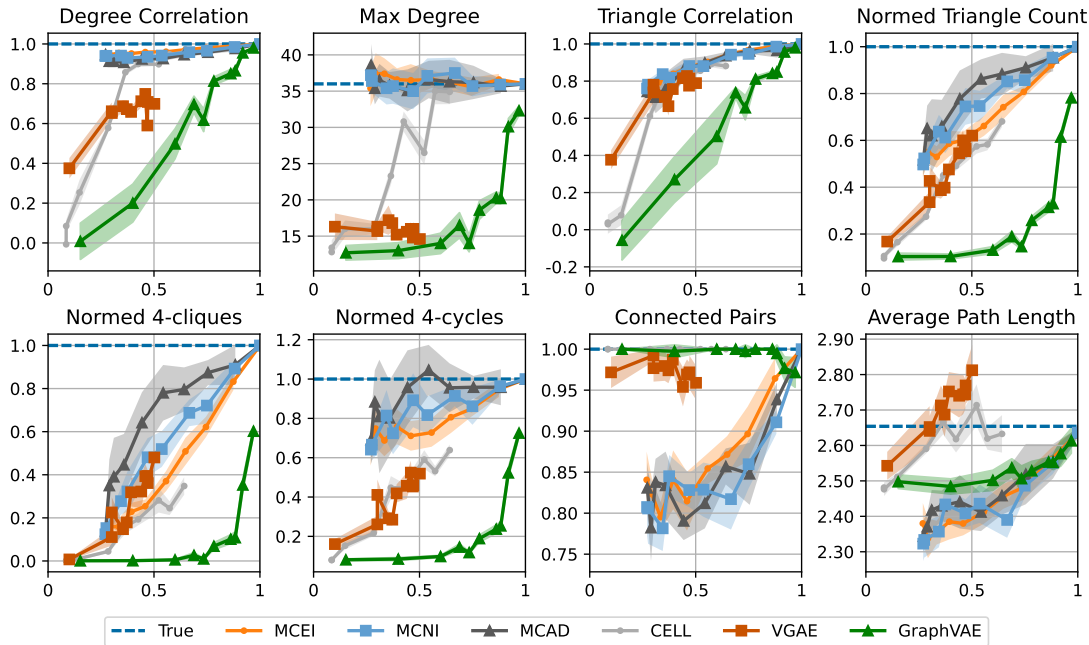 Degree Correlation Max Degree Triangle Correlation Normed Triangle Count
1.0 0.8 0.6 0.4 0.2 0.0
40 35 30 25 20 15
1.0 0.8 0.6 0.4 0.2 0.0 -0.2
1.0 0.8 0.6 0.4 0.2
0 0.5 1 0 0.5 1 0 0.5 1 0 0.5 1
Normed 4-cliques Normed 4-cycles Connected Pairs Average Path Length
1.0 0.8 0.6 0.4 0.2 0.0
1.2 1.0 0.8 0.6 0.4 0.2
1.00 0.95 0.90 0.85 0.80 0.75
2.90 2.80 2.70 2.60 2.50 2.40 2.30
0 0.5 1 0 0.5 1 0 0.5 1 0 0.5 1
True MCEI MCNI MCAD CELL VGAE GraphVAE